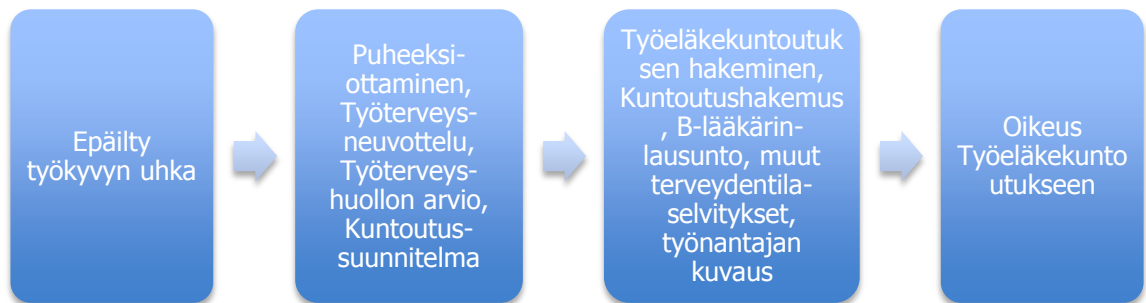 Epäilty
työkyvyn uhka
Puheeksi-
ottaminen,
Työterveys-
neuvottelu,
Työterveys-
huollon arvio,
Kuntoutus-
suunnitelma
Työeläkekuntoutuk
sen hakeminen,
Kuntoutushakemus
, B-lääkärin-
lausunto, muut
terveydentila-
selvitykset,
työnantajan
kuvaus
Oikeus
Työeläkekunto
utukseen